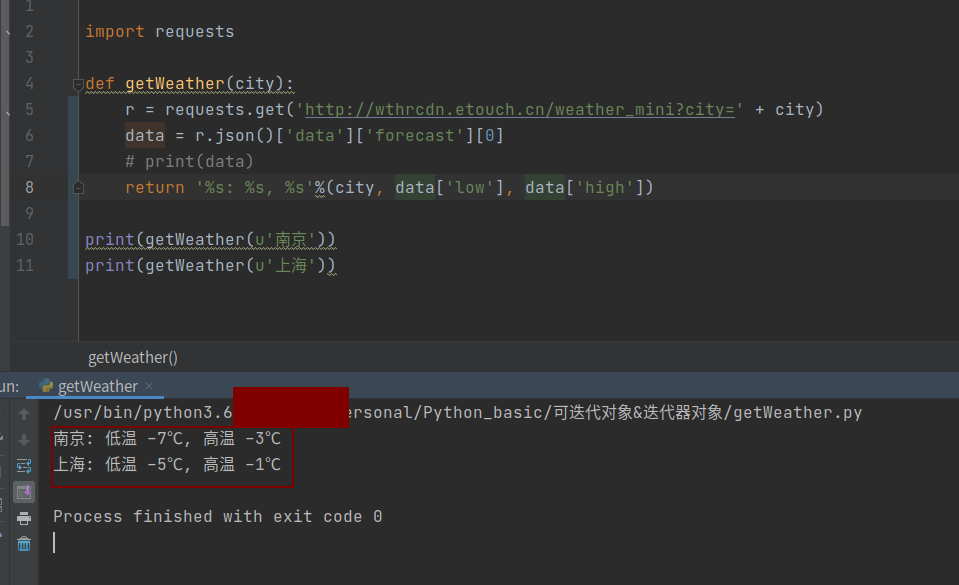 1
2 import requests
3
4 def getWeather(city):
5 r = requests.get('http://wthrcdn.etouch.cn/weather_mini?city=' + city)
6 data = r.json()['data']['forecast'][0]
7 # print(data)
8 return '%s: %s, %s'%(city, data['low'], data['high'])
9
10 print(getWeather(u'南京'))
11 print(getWeather(u'上海'))
getWeather()
un: getWeather ×
/usr/bin/python3.6 ersonal/Python_basic/可迭代对象&迭代器对象/getWeather.py
南京: 低温 -7℃, 高温 -3℃
上海: 低温 -5℃, 高温 -1℃
Process finished with exit code 0